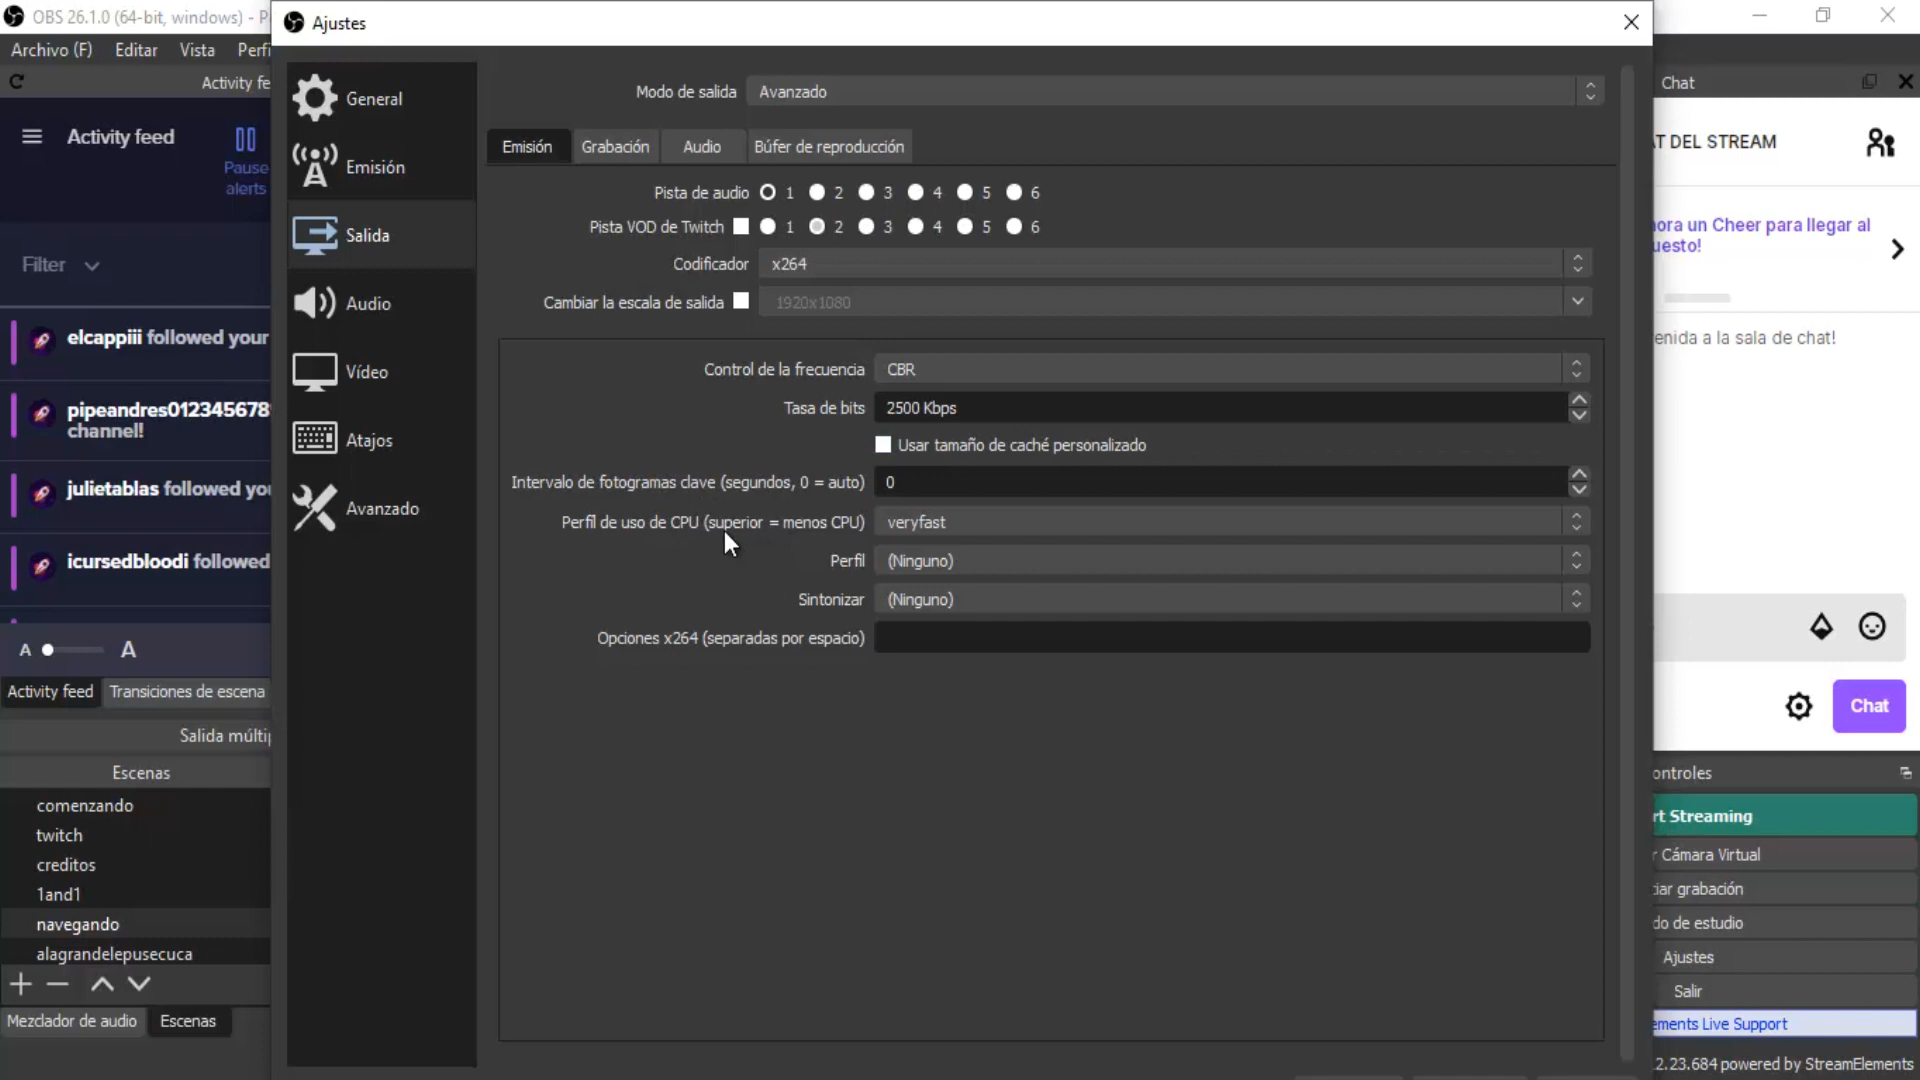 OBS 26.1.0 (64-bit, windows) - P
Archivo (F) Editar Vista Perfi
Activity fe
Activity feed
Pause
alerts
Filter
elcappiii followed your
pipeandres012345678
channel!
julietablas followed you
icursedbloodi followed
A A
Activity feed Transiciones de escena
Salida múltip
Escenas
comenzando
twitch
creditos
1and1
navegando
alagrandelepusecuca
Mezclador de audio Escenas
Ajustes
General
Emisión
Salida
Audio
Vídeo
Atajos
Avanzado
Modo de salida Avanzado
Emisión Grabación Audio Búfer de reproducción
Pista de audio 1 2 3 4 5 6
Pista VOD de Twitch 1 2 3 4 5 6
Codificador x264
Cambiar la escala de salida 1920x1080
Control de la frecuencia CBR
Tasa de bits 2500 Kbps
Usar tamaño de caché personalizado
Intervalo de fotogramas clave (segundos, 0 = auto) 0
Perfil de uso de CPU (superior = menos CPU) veryfast
Perfil (Ninguno)
Sintonizar (Ninguno)
Opciones x264 (separadas por espacio)
Chat
AT DEL STREAM
ora un Cheer para llegar al
uesto!
enida a la sala de chat!
Chat
ontroles
rt Streaming
r Cámara Virtual
ciar grabación
do de estudio
Ajustes
Salir
ements Live Support
2.23.684 powered by StreamElements